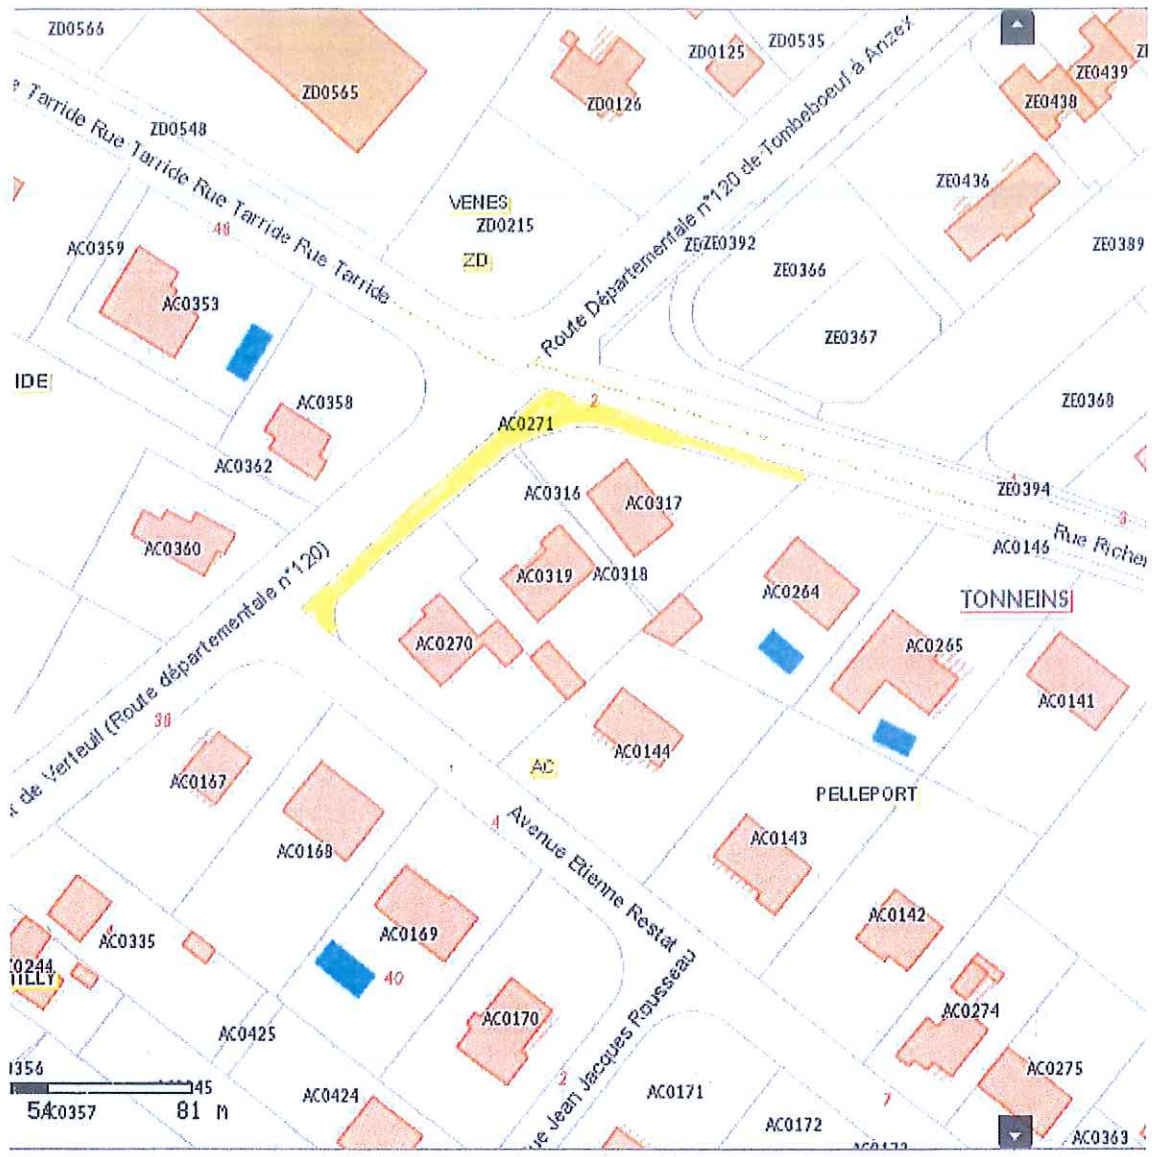 ZD0566
ZD0125
ZD0535
ZE0439
ZD0565
ZD0126
ZE0438
Tarride Rue Tarride Rue Tarride Rue Tarride
ZD0548
Route Départementale n°120 de Tombeboeuf à Anzex
ZE0436
VENES
ZD0215
48
AC0359
ZE0392
ZE0389
ZD
ZE0366
AC0353
ZE0367
IDE
AC0358
2
ZE0368
AC0271
AC0362
AC0316
AC0317
ZE0394
3
Rue Richer
AC0360
AC0146
AC0319
AC0318
AC0264
TONNEINS
AC0270
AC0265
AC0141
de Verteuil (Route départementale n°120)
38
AC0144
AC
AC0167
PELLEPORT
4
Avenue Etienne Restat
AC0143
AC0168
AC0142
AC0169
AC0335
40
AC0274
AC0170
AC0425
Jean Jacques Rousseau
AC0275
2
AC0171
7
AC0424
54
AC0357
81 M
AC0172
AC0363